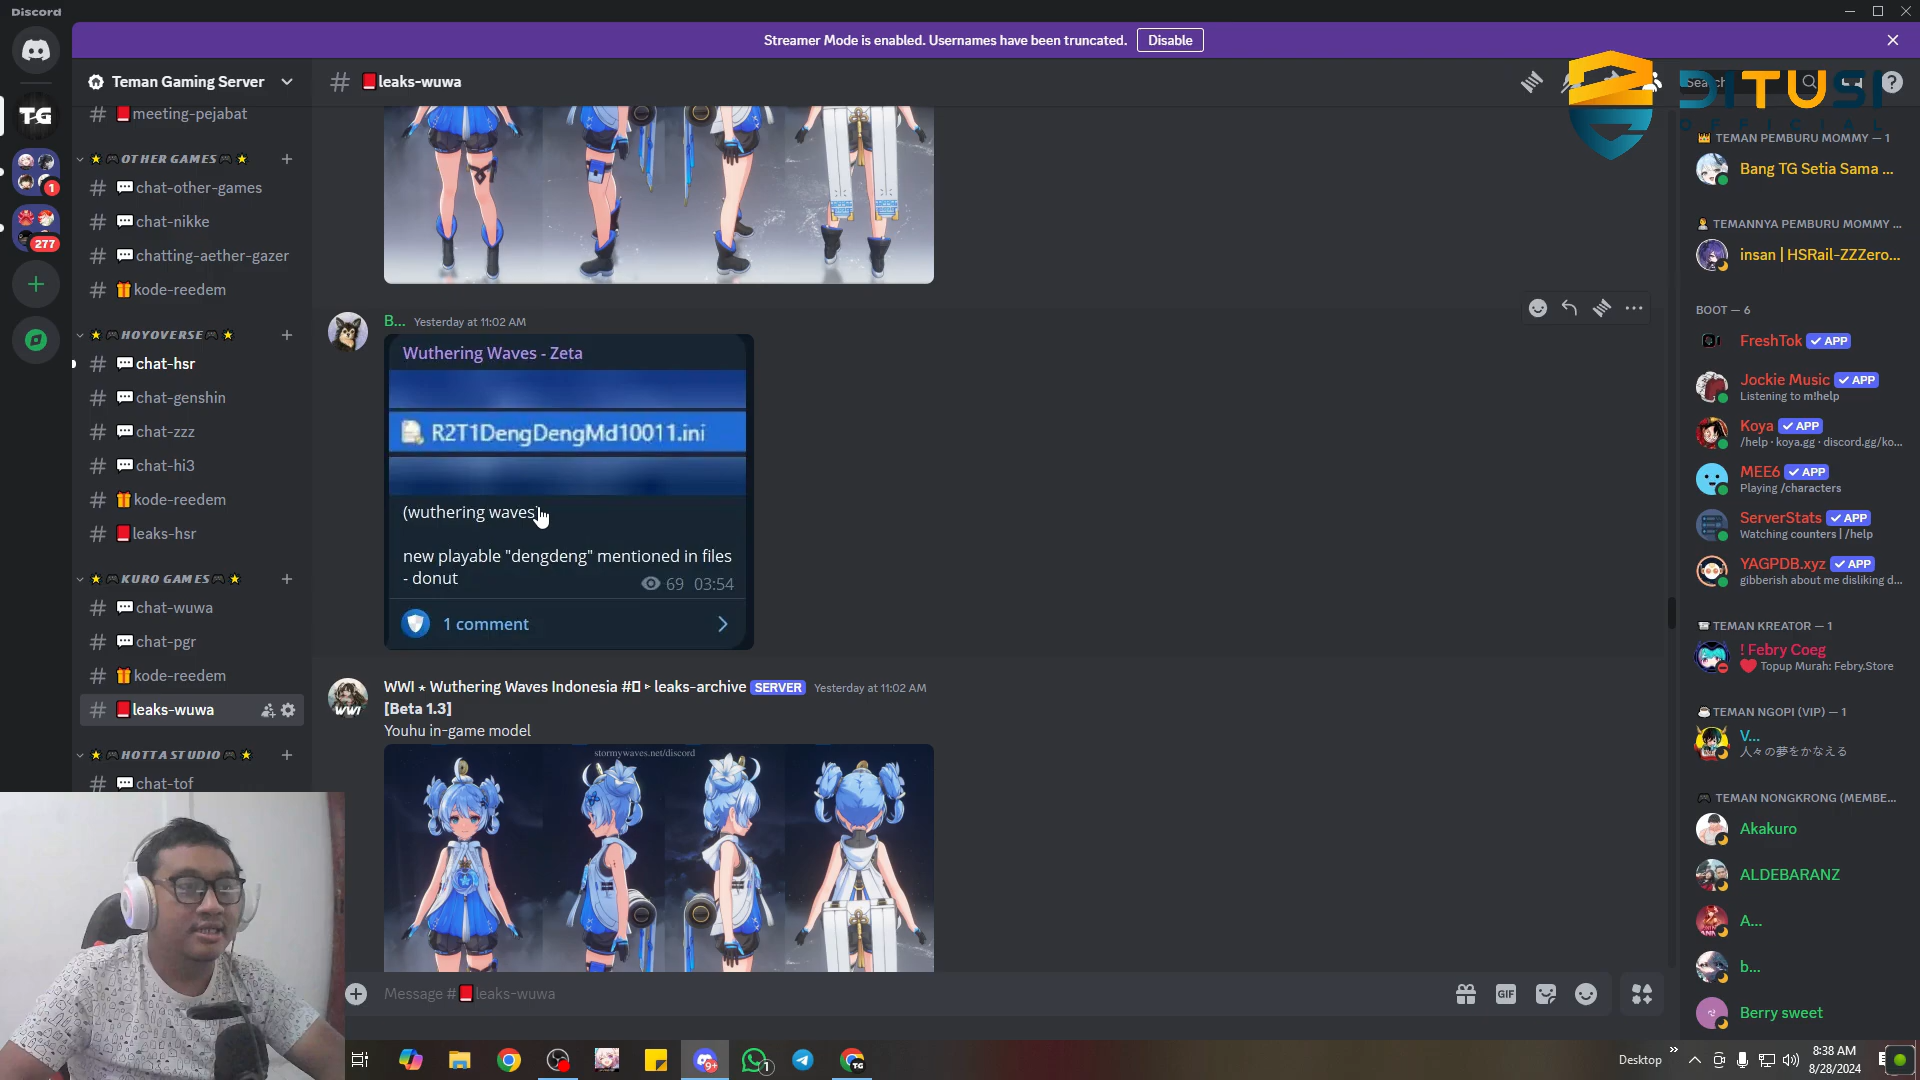 Discord
Streamer Mode is enabled. Usernames have been truncated.
Disable
Teman Gaming Server
# leaks-wuwa
Search
DITUSI
OFFICIAL
TG
1
277
# meeting-pejabat
OTHER GAMES
# chat-other-games
# chat-nikke
# chatting-aether-gazer
# kode-reedem
HOYOVERSE
# chat-hsr
# chat-genshin
# chat-zzz
# chat-hi3
# kode-reedem
# leaks-hsr
KURO GAMES
# chat-wuwa
# chat-pgr
# kode-reedem
# leaks-wuwa
HOTTA STUDIO
# chat-tof
B... Yesterday at 11:02 AM
Wuthering Waves - Zeta
R2T1DengDengMd10011.ini
(wuthering waves)
new playable "dengdeng" mentioned in files
- donut
69 03:54
1 comment
WWI
WWI ⋆ Wuthering Waves Indonesia # ▸ leaks-archive SERVER Yesterday at 11:02 AM
[Beta 1.3]
Youhu in-game model
stormywaves.net/discord
Message # leaks-wuwa
GIF
TEMAN PEMBURU MOMMY — 1
Bang TG Setia Sama ...
TEMANNYA PEMBURU MOMMY ...
insan | HSRail-ZZZero...
BOOT — 6
FreshTok ✓ APP
Jockie Music ✓ APP
Listening to m!help
Koya ✓ APP
/help · koya.gg · discord.gg/ko...
MEE6 ✓ APP
Playing /characters
ServerStats ✓ APP
Watching counters | /help
YAGPDB.xyz ✓ APP
gibberish about me disliking d...
TEMAN KREATOR — 1
! Febry Coeg
Topup Murah: Febry.Store
TEMAN NGOPI (VIP) — 1
V...
人々の夢をかなえる
TEMAN NONGKRONG (MEMBE...
Akakuro
ALDEBARANZ
A...
b...
Berry sweet
9+
1
TG
Desktop
8:38 AM
8/28/2024